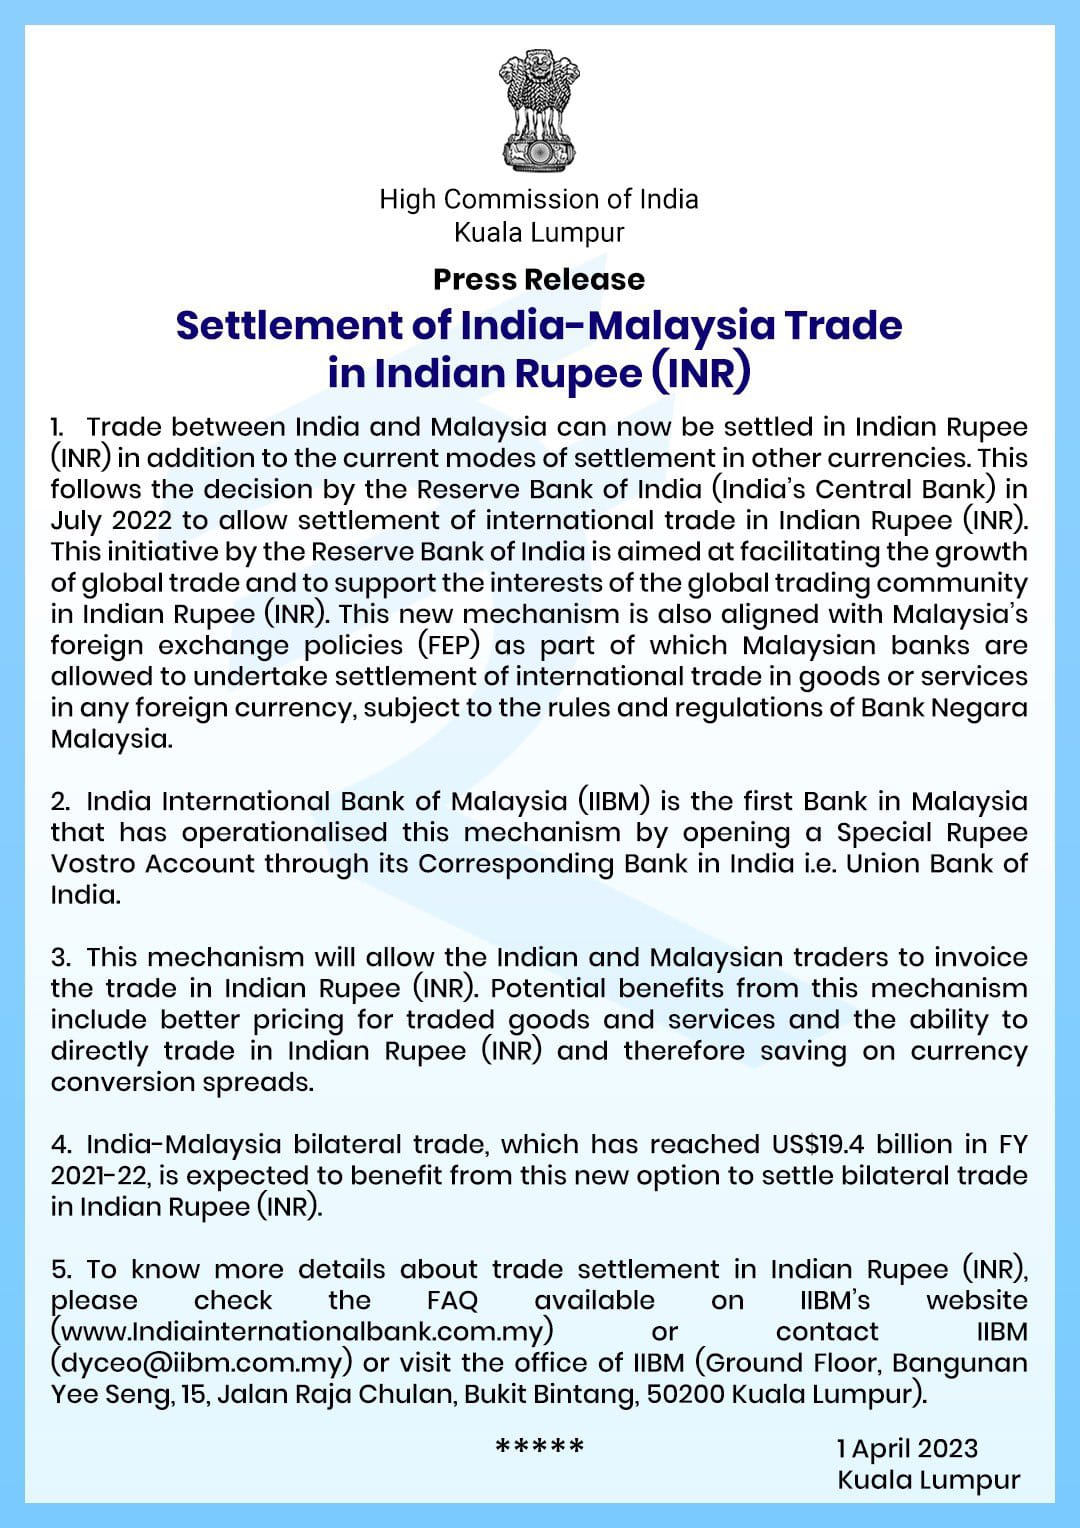 High Commission of India
Kuala Lumpur
Press Release
Settlement of India-Malaysia Trade
in Indian Rupee (INR)
1. Trade between India and Malaysia can now be settled in Indian Rupee
(INR) in addition to the current modes of settlement in other currencies. This
follows the decision by the Reserve Bank of India (India's Central Bank) in
July 2022 to allow settlement of international trade in Indian Rupee (INR).
This initiative by the Reserve Bank of India is aimed at facilitating the growth
of global trade and to support the interests of the global trading community
in Indian Rupee (INR). This new mechanism is also aligned with Malaysia's
foreign exchange policies (FEP) as part of which Malaysian banks are
allowed to undertake settlement of international trade in goods or services
in any foreign currency, subject to the rules and regulations of Bank Negara
Malaysia.
2. India International Bank of Malaysia (IIBM) is the first Bank in Malaysia
that has operationalised this mechanism by opening a Special Rupee
Vostro Account through its Corresponding Bank in India i.e. Union Bank of
India.
3. This mechanism will allow the Indian and Malaysian traders to invoice
the trade in Indian Rupee (INR). Potential benefits from this mechanism
include better pricing for traded goods and services and the ability to
directly trade in Indian Rupee (INR) and therefore saving on currency
conversion spreads.
4. India-Malaysia bilateral trade, which has reached US$19.4 billion in FY
2021-22, is expected to benefit from this new option to settle bilateral trade
in Indian Rupee (INR).
5. To know more details about trade settlement in Indian Rupee (INR),
please check the FAQ available on IIBM's website
(www.Indiainternationalbank.com.my) or contact IIBM
(dyceo@iibm.com.my) or visit the office of IIBM (Ground Floor, Bangunan
Yee Seng, 15, Jalan Raja Chulan, Bukit Bintang, 50200 Kuala Lumpur).
*****
1 April 2023
Kuala Lumpur